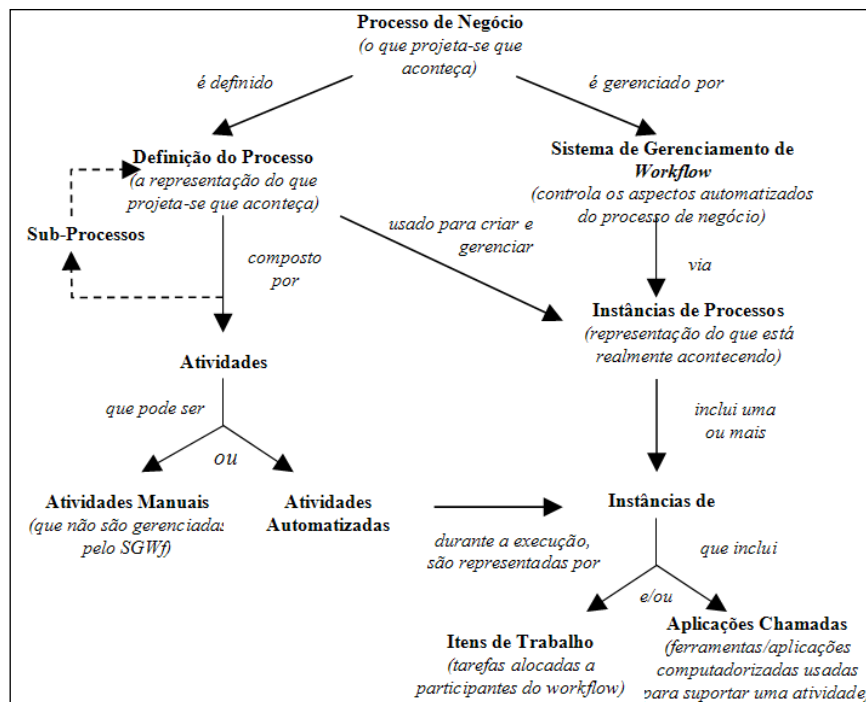 Processo de Negócio
(o que projeta-se que
aconteça)
é definido
é gerenciado por
Definição do Processo
(a representação do que
projeta-se que aconteça)
Sistema de Gerenciamento de
Workflow
(controla os aspectos automatizados
do processo de negócio)
Sub-Processos
usado para criar e
gerenciar
composto
por
via
Instâncias de Processos
(representação do que está
realmente acontecendo)
Atividades
que pode ser
ou
inclui uma
ou mais
Atividades Manuais
(que não são gerenciadas
pelo SGWf)
Atividades
Automatizadas
Instâncias de
durante a execução,
são representadas por
que inclui
e/ou
Itens de Trabalho
(tarefas alocadas a
participantes do workflow)
Aplicações Chamadas
(ferramentas/aplicações
computadorizadas usadas
para suportar uma atividade)